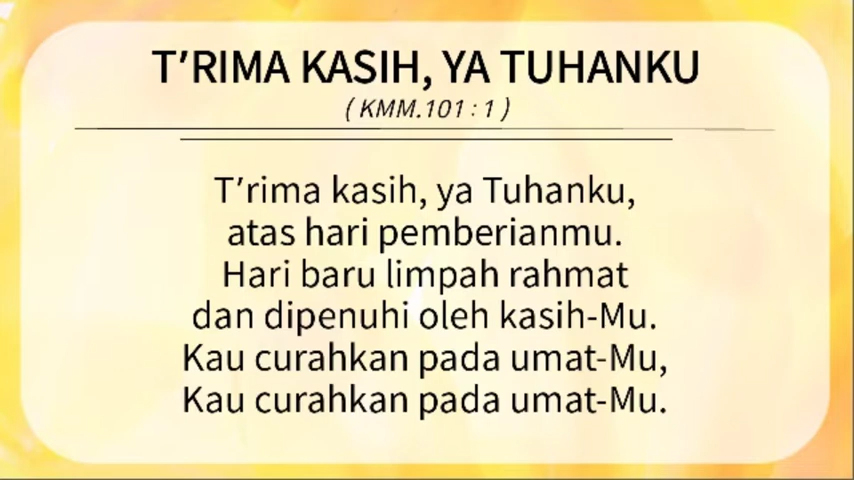 T'RIMA KASIH, YA TUHANKU
( KMM.101 : 1 )
T'rima kasih, ya Tuhanku,
atas hari pemberianmu.
Hari baru limpah rahmat
dan dipenuhi oleh kasih-Mu.
Kau curahkan pada umat-Mu,
Kau curahkan pada umat-Mu.